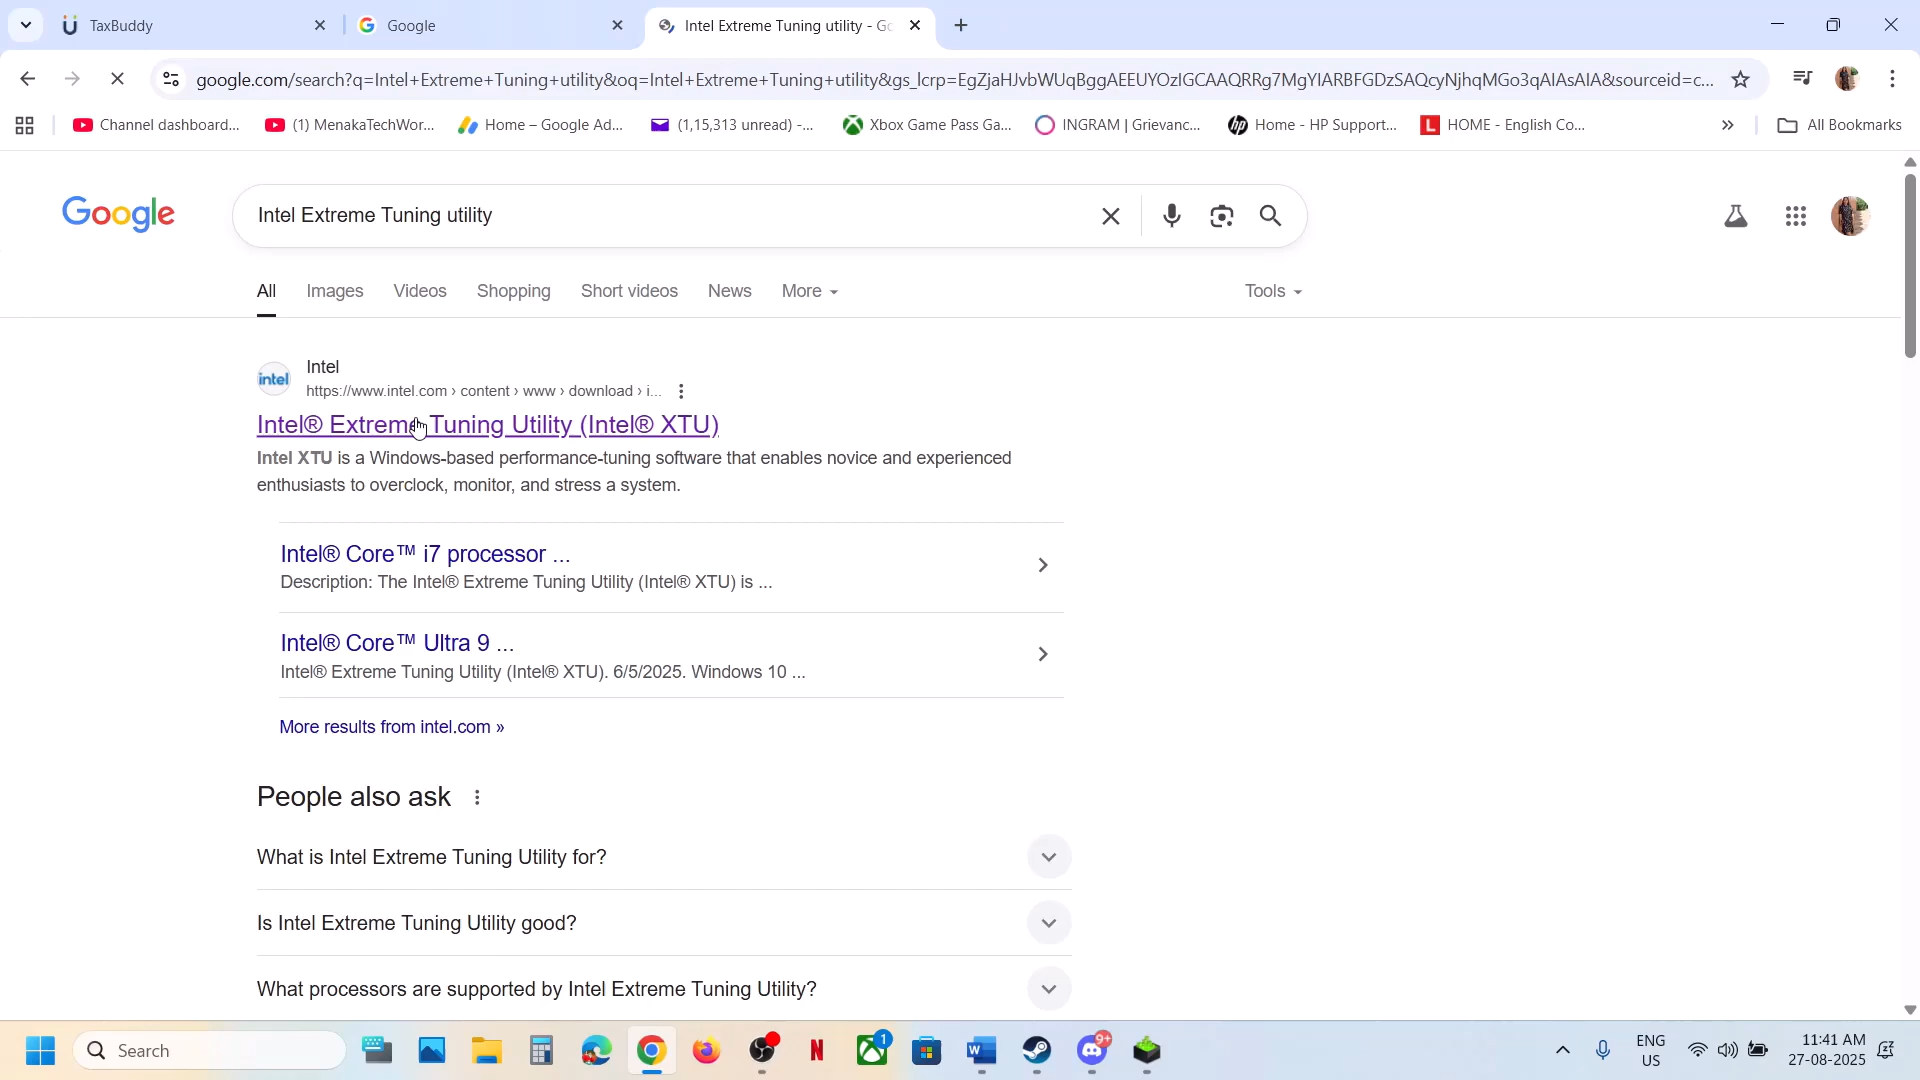 TaxBuddy
Google
Intel Extreme Tuning utility - Go
google.com/search?q=Intel+Extreme+Tuning+utility&oq=Intel+Extreme+Tuning+utility&gs_lcrp=EgZjaHJvbWUqBggAEEUYOzIGCAAQRRg7MgYIARBFGDzSAQcyNjhqMGo3qAIAsAIA&sourceid=c...
Channel dashboard...
(1) MenakaTechWor...
Home – Google Ad...
(1,15,313 unread) -...
Xbox Game Pass Ga...
INGRAM | Grievanc...
hp Home - HP Support...
L HOME - English Co...
All Bookmarks
Google
Intel Extreme Tuning utility
All Images Videos Shopping Short videos News More Tools
intel
Intel
https://www.intel.com › content › www › download › i...
Intel® Extreme Tuning Utility (Intel® XTU)
Intel XTU is a Windows-based performance-tuning software that enables novice and experienced
enthusiasts to overclock, monitor, and stress a system.
Intel® Core™ i7 processor ...
Description: The Intel® Extreme Tuning Utility (Intel® XTU) is ...
Intel® Core™ Ultra 9 ...
Intel® Extreme Tuning Utility (Intel® XTU). 6/5/2025. Windows 10 ...
More results from intel.com »
People also ask
What is Intel Extreme Tuning Utility for?
Is Intel Extreme Tuning Utility good?
What processors are supported by Intel Extreme Tuning Utility?
Search
N
1
W
9+
ENG
US
11:41 AM
27-08-2025